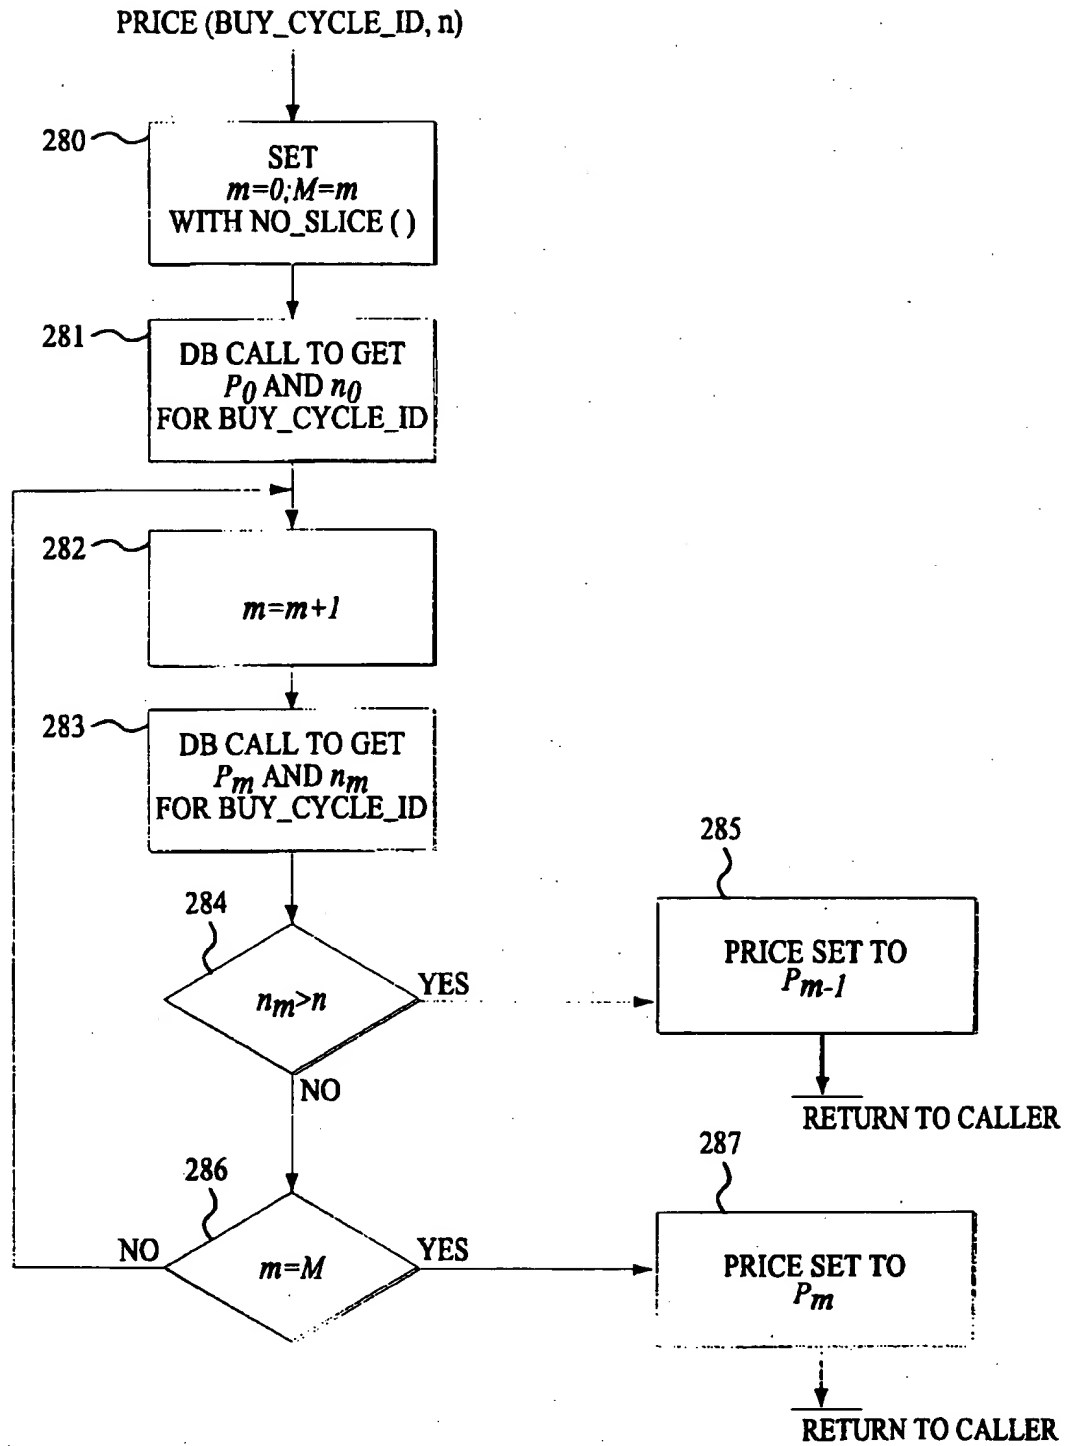 PRICE (BUY_CYCLE_ID, n)
280
SET
m=0;M=m
WITH NO_SLICE ( )
281
DB CALL TO GET
P0 AND n0
FOR BUY_CYCLE_ID
282
m=m+1
283
DB CALL TO GET
Pm AND nm
FOR BUY_CYCLE_ID
284
nm>n
YES
NO
285
PRICE SET TO
Pm-1
RETURN TO CALLER
286
m=M
NO
YES
287
PRICE SET TO
Pm
RETURN TO CALLER